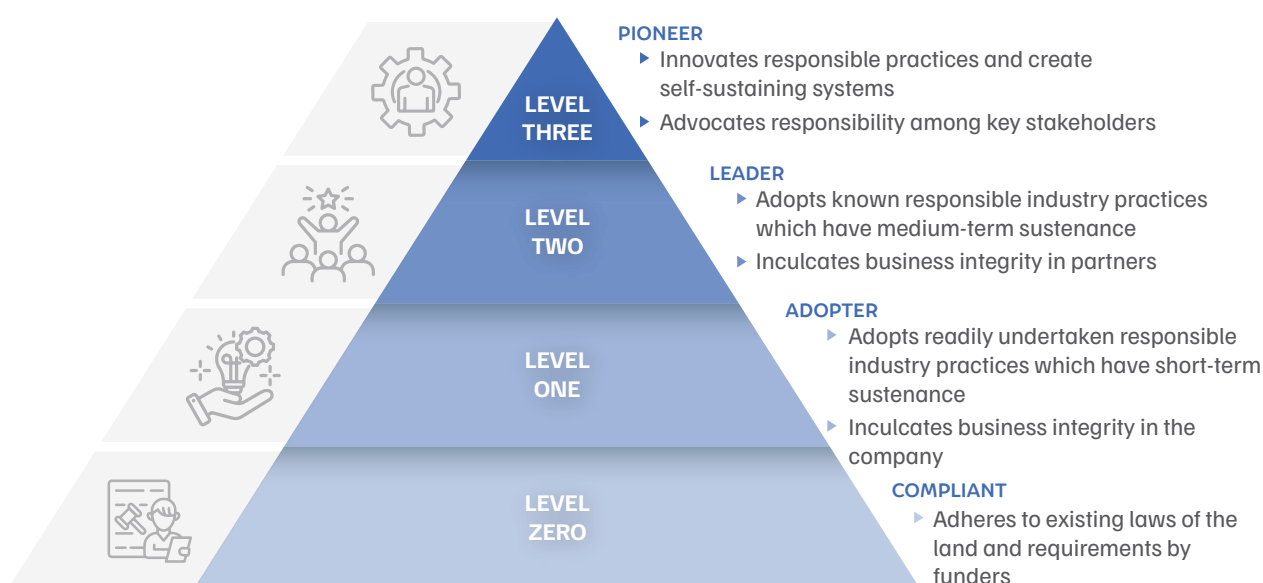 LEVEL
THREE
PIONEER
Innovates responsible practices and create
self-sustaining systems
Advocates responsibility among key stakeholders
LEVEL
TWO
LEADER
Adopts known responsible industry practices
which have medium-term sustenance
Inculcates business integrity in partners
LEVEL
ONE
ADOPTER
Adopts readily undertaken responsible
industry practices which have short-term
sustenance
Inculcates business integrity in the
company
LEVEL
ZERO
COMPLIANT
Adheres to existing laws of the
land and requirements by
funders